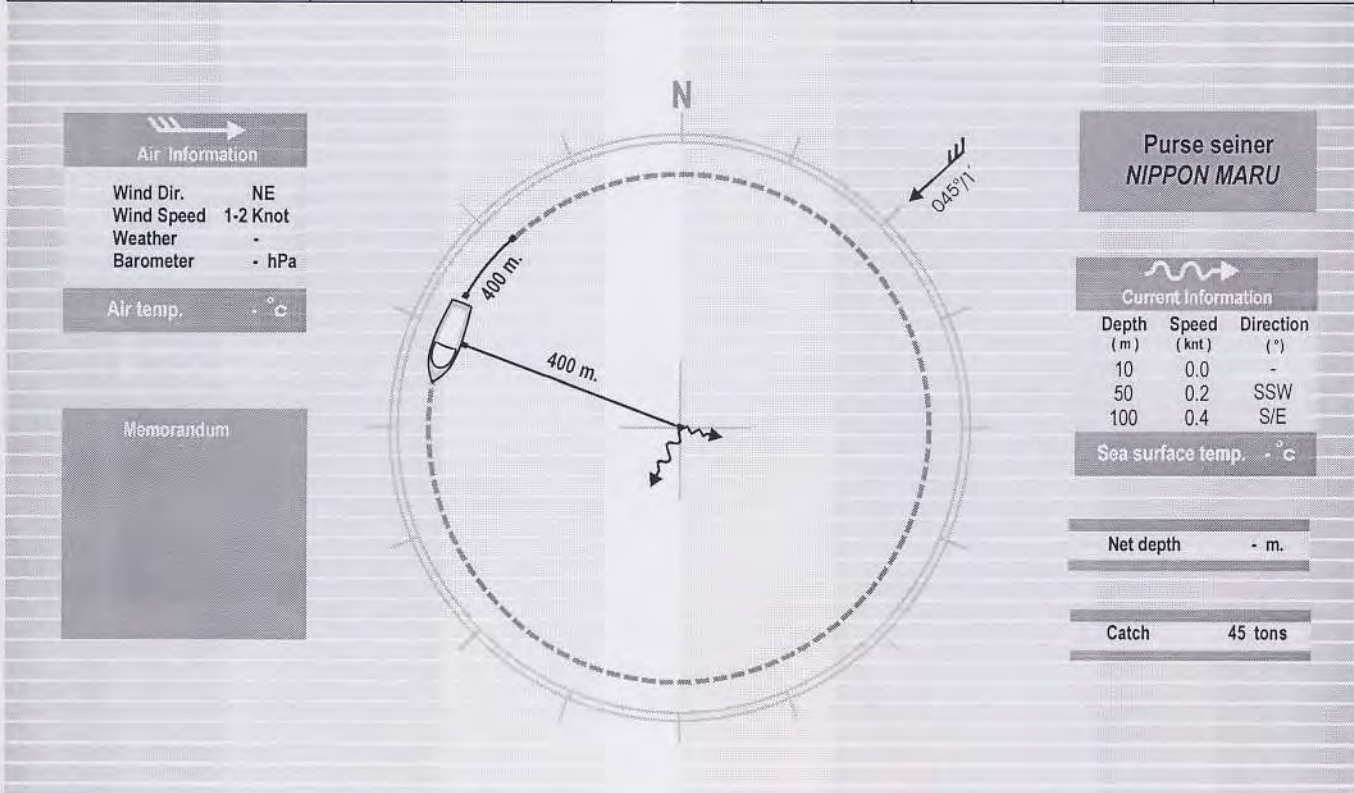 N
Air Information
Wind Dir. NE
Wind Speed 1-2 Knot
Weather -
Barometer - hPa
Air temp. - °c
Memorandum
400 m.
400 m.
045°/1'
Purse seiner
NIPPON MARU
Current Information
Depth Speed Direction
(m) (knt) (°)
10 0.0 -
50 0.2 SSW
100 0.4 S/E
Sea surface temp. - °c
Net depth - m.
Catch 45 tons